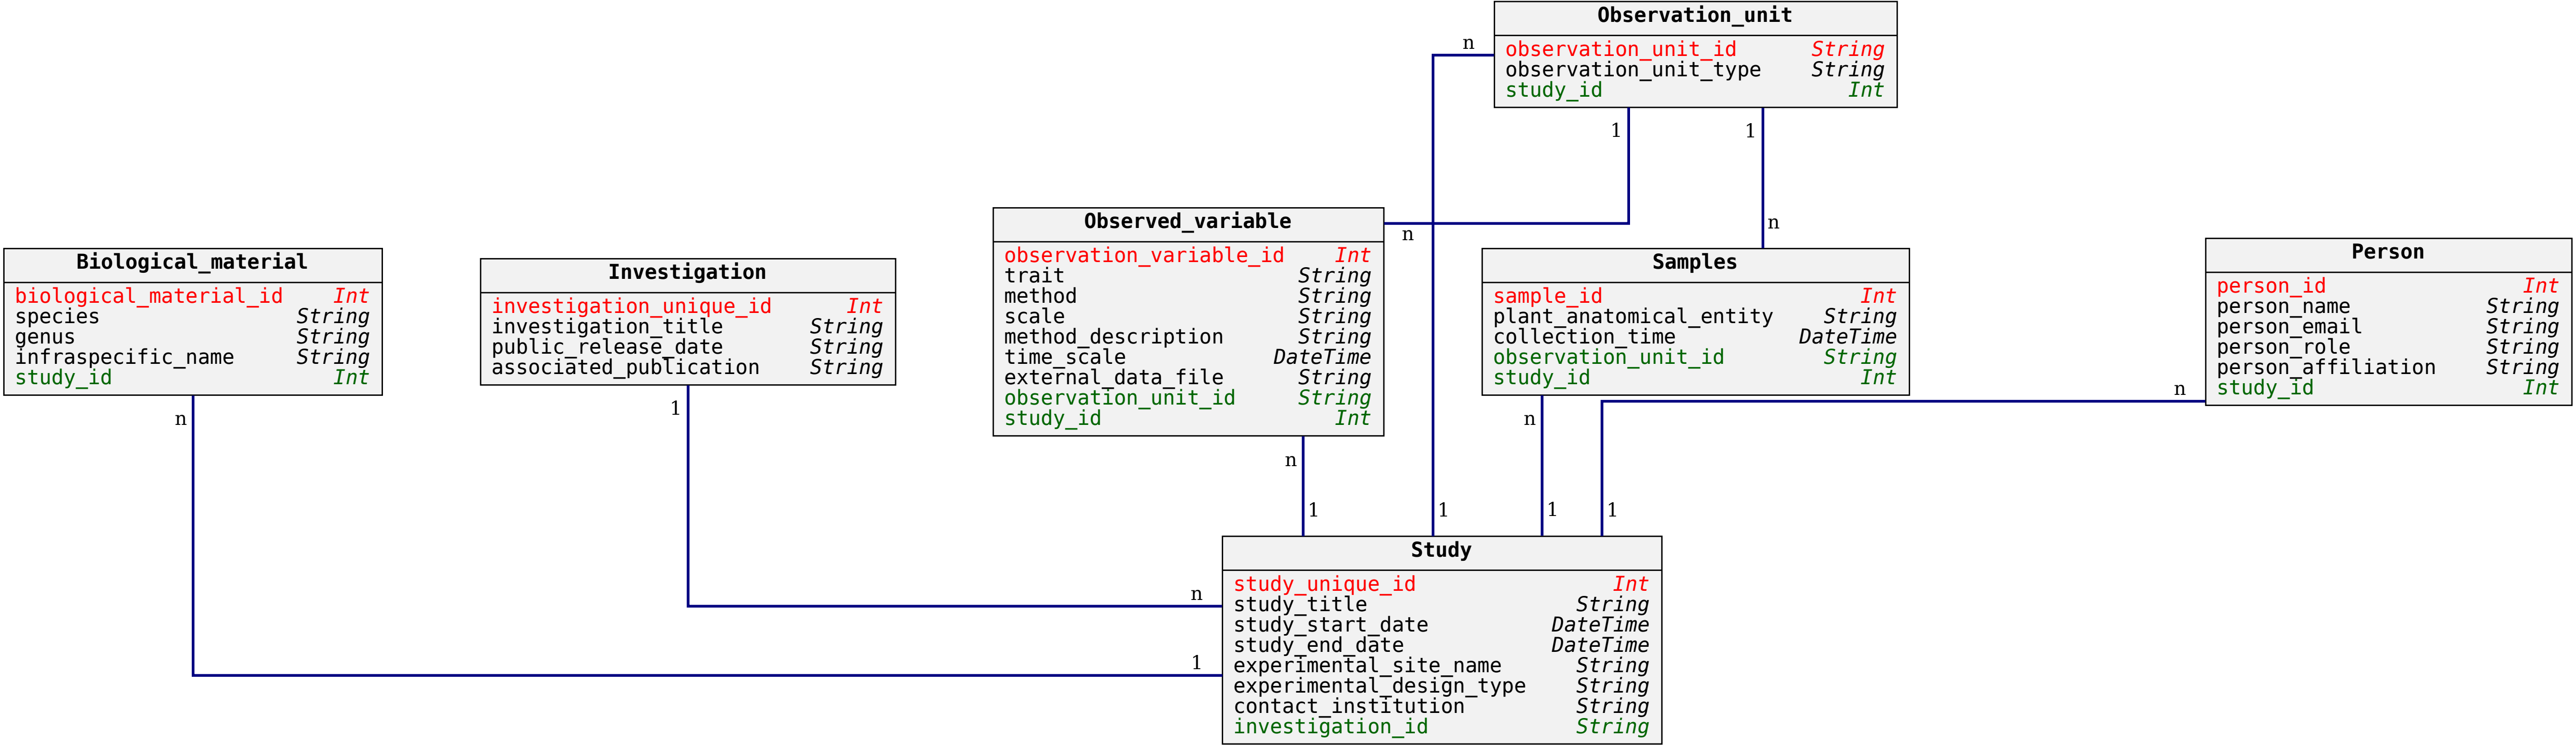 Observation_unit
observation_unit_id String
observation_unit_type String
study_id Int
n
1
1
Observed_variable
observation_variable_id Int
trait String
method String
scale String
method_description String
time_scale DateTime
external_data_file String
observation_unit_id String
study_id Int
n
n
Biological_material
biological_material_id Int
species String
genus String
infraspecific_name String
study_id Int
Investigation
investigation_unique_id Int
investigation_title String
public_release_date String
associated_publication String
Samples
sample_id Int
plant_anatomical_entity String
collection_time DateTime
observation_unit_id String
study_id Int
Person
person_id Int
person_name String
person_email String
person_role String
person_affiliation String
study_id Int
n
1
n
n
n
1
1
1
1
Study
study_unique_id Int
study_title String
study_start_date DateTime
study_end_date DateTime
experimental_site_name String
experimental_design_type String
contact_institution String
investigation_id String
n
1